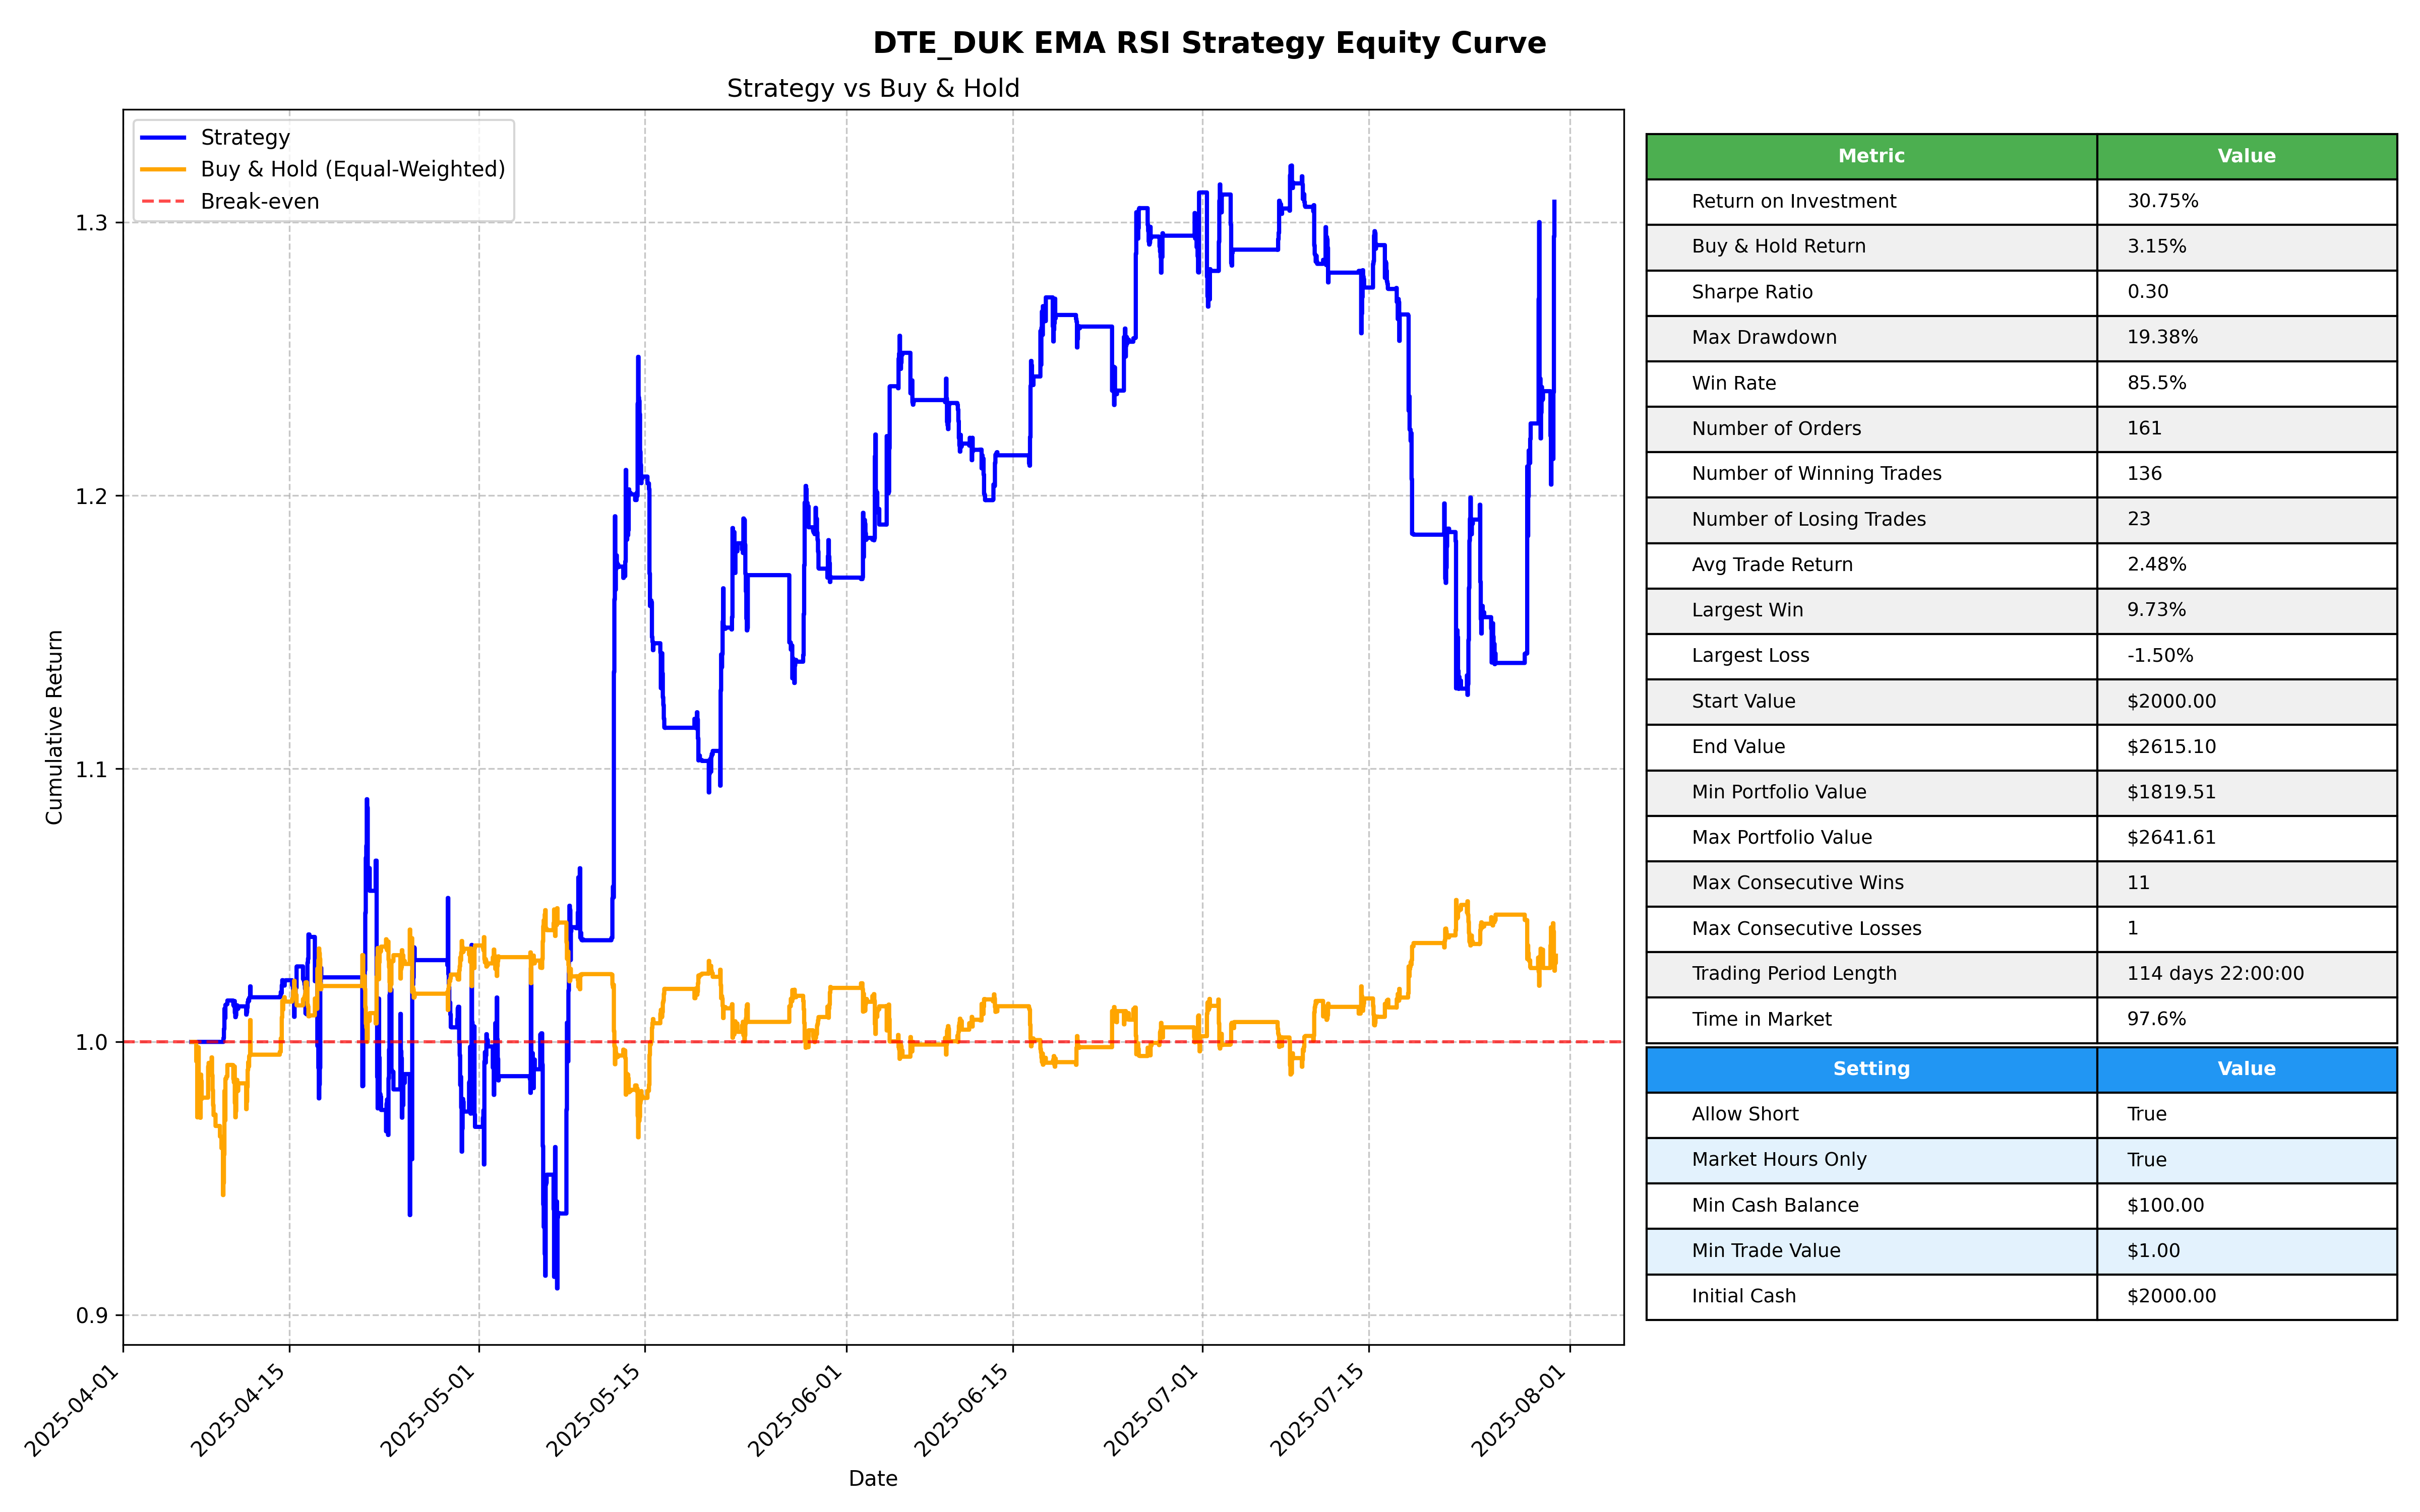 DTE_DUK EMA RSI Strategy Equity Curve
Strategy vs Buy & Hold
Strategy
Buy & Hold (Equal-Weighted)
Break-even
Cumulative Return
1.3
1.2
1.1
1.0
0.9
2025-04-01
2025-04-15
2025-05-01
2025-05-15
2025-06-01
2025-06-15
2025-07-01
2025-07-15
2025-08-01
Date
Metric Value
Return on Investment 30.75%
Buy & Hold Return 3.15%
Sharpe Ratio 0.30
Max Drawdown 19.38%
Win Rate 85.5%
Number of Orders 161
Number of Winning Trades 136
Number of Losing Trades 23
Avg Trade Return 2.48%
Largest Win 9.73%
Largest Loss -1.50%
Start Value $2000.00
End Value $2615.10
Min Portfolio Value $1819.51
Max Portfolio Value $2641.61
Max Consecutive Wins 11
Max Consecutive Losses 1
Trading Period Length 114 days 22:00:00
Time in Market 97.6%
Setting Value
Allow Short True
Market Hours Only True
Min Cash Balance $100.00
Min Trade Value $1.00
Initial Cash $2000.00